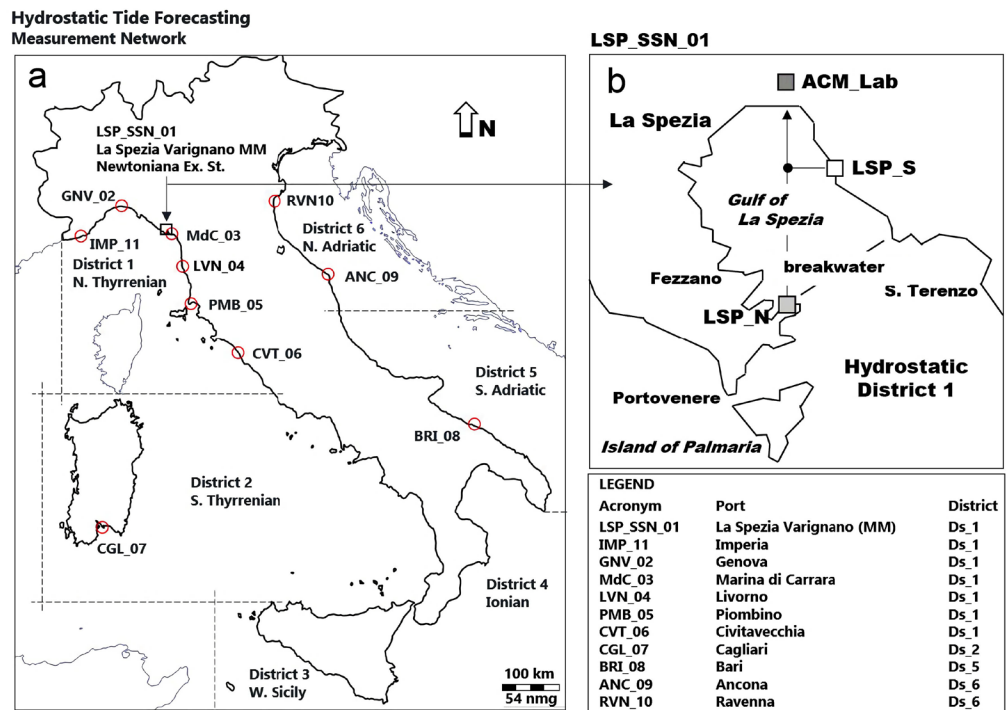 Hydrostatic Tide Forecasting
Measurement Network
a
LSP_SSN_01
La Spezia Varignano MM
Newtoniana Ex. St.
N
GNV_02
RVN10
IMP_11
MdC_03
District 6
N. Adriatic
District 1
N. Thyrrenian
LVN_04
ANC_09
PMB_05
CVT_06
District 5
S. Adriatic
BRI_08
District 2
S. Thyrrenian
CGL_07
District 4
Ionian
District 3
W. Sicily
100 km
54 nmg
LSP_SSN_01
b
ACM_Lab
La Spezia
LSP_S
Gulf of
La Spezia
Fezzano
breakwater
S. Terenzo
LSP_N
Hydrostatic
District 1
Portovenere
Island of Palmaria
LEGEND
Acronym Port District
LSP_SSN_01 La Spezia Varignano (MM) Ds_1
IMP_11 Imperia Ds_1
GNV_02 Genova Ds_1
MdC_03 Marina di Carrara Ds_1
LVN_04 Livorno Ds_1
PMB_05 Piombino Ds_1
CVT_06 Civitavecchia Ds_1
CGL_07 Cagliari Ds_2
BRI_08 Bari Ds_5
ANC_09 Ancona Ds_6
RVN_10 Ravenna Ds_6